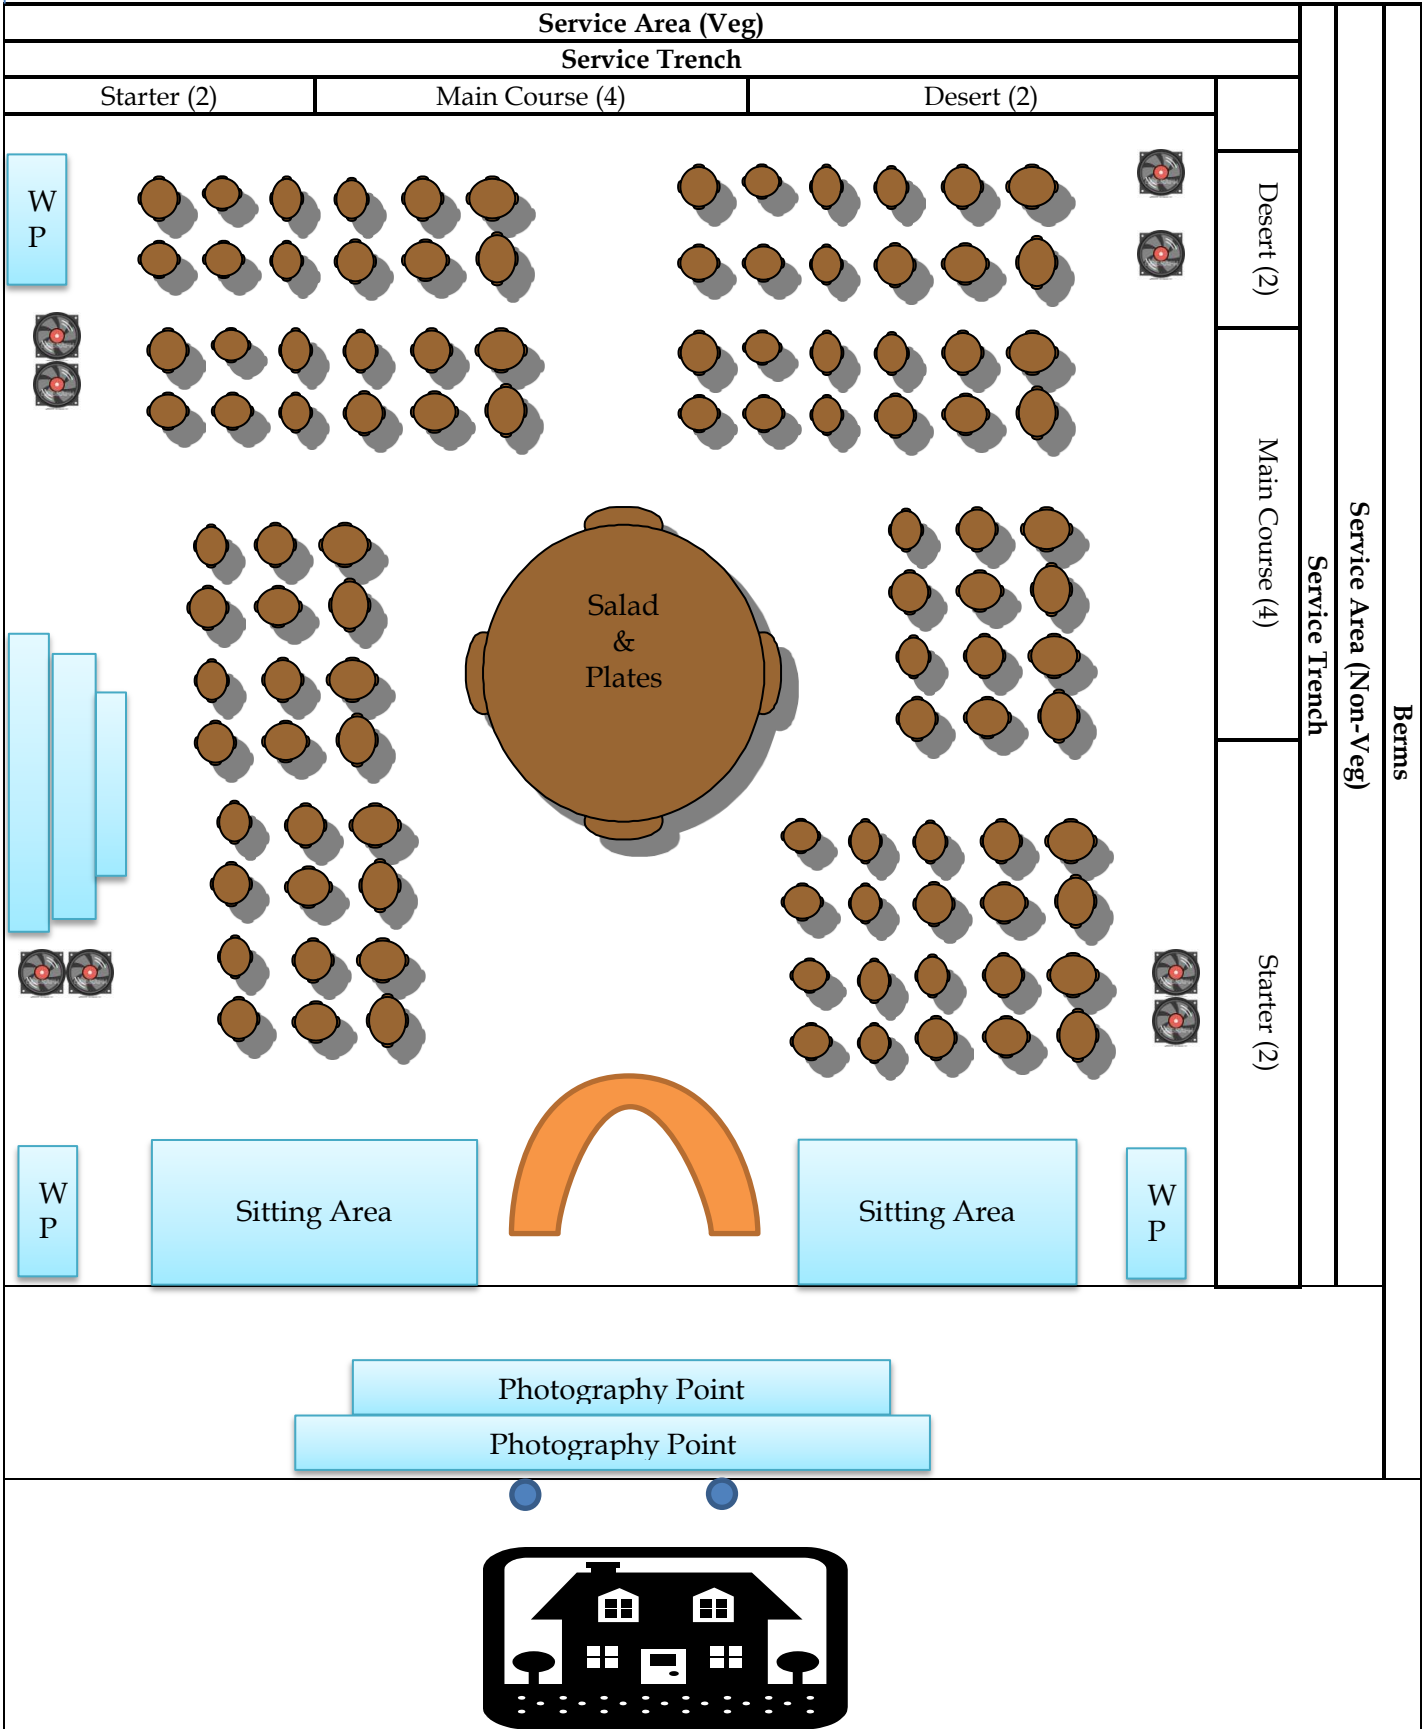 Service Area (Veg)
Service Trench
Starter (2)
Main Course (4)
Desert (2)
W
P
Desert (2)
Main Course (4)
Starter (2)
Service Trench
Service Area (Non-Veg)
Berms
Salad
&
Plates
W
P
Sitting Area
Sitting Area
W
P
Photography Point
Photography Point